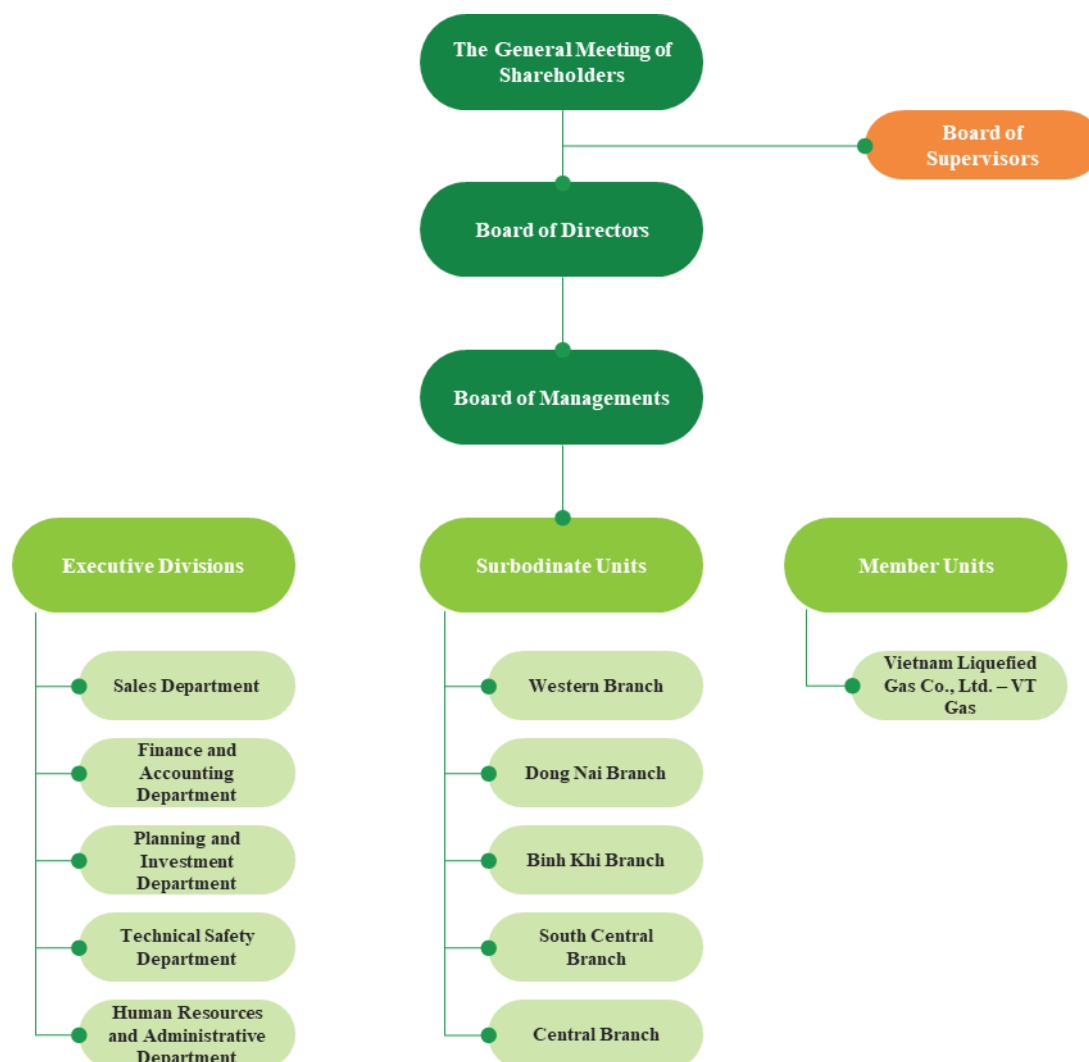 The General Meeting of
Shareholders
Board of
Supervisors
Board of Directors
Board of Managements
Executive Divisions
Surbodinate Units
Member Units
Sales Department
Finance and
Accounting
Department
Planning and
Investment
Department
Technical Safety
Department
Human Resources
and Administrative
Department
Western Branch
Dong Nai Branch
Binh Khi Branch
South Central
Branch
Central Branch
Vietnam Liquefied
Gas Co., Ltd. – VT
Gas